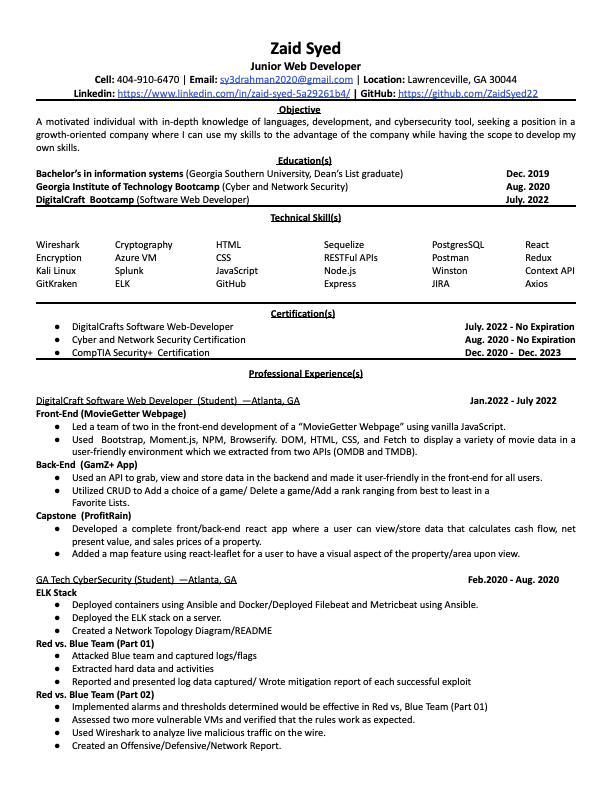 Zaid Syed
Junior Web Developer
Cell: 404-910-6470 | Email: sy3drahman2020@gmail.com | Location: Lawrenceville, GA 30044
Linkedin: https://www.linkedin.com/in/zaid-syed-5a29261b4/ | GitHub: https://github.com/ZaidSyed22
Objective
A motivated individual with in-depth knowledge of languages, development, and cybersecurity tool, seeking a position in a
growth-oriented company where I can use my skills to the advantage of the company while having the scope to develop my
own skills.
Education(s)
Bachelor's in information systems (Georgia Southern University, Dean's List graduate) Dec. 2019
Georgia Institute of Technology Bootcamp (Cyber and Network Security) Aug. 2020
DigitalCraft Bootcamp (Software Web Developer) July. 2022
Technical Skill(s)
Wireshark Cryptography HTML Sequelize PostgresSQL React
Encryption Azure VM CSS RESTFul APIs Postman Redux
Kali Linux Splunk JavaScript Node.js Winston Context API
GitKraken ELK GitHub Express JIRA Axios
Certification(s)
● DigitalCrafts Software Web-Developer July. 2022 - No Expiration
● Cyber and Network Security Certification Aug. 2020 - No Expiration
● CompTIA Security+ Certification Dec. 2020 - Dec. 2023
Professional Experience(s)
DigitalCraft Software Web Developer (Student) —Atlanta, GA Jan.2022 - July 2022
Front-End (MovieGetter Webpage)
● Led a team of two in the front-end development of a “MovieGetter Webpage” using vanilla JavaScript.
● Used Bootstrap, Moment.js, NPM, Browserify. DOM, HTML, CSS, and Fetch to display a variety of movie data in a
user-friendly environment which we extracted from two APIs (OMDB and TMDB).
Back-End (GamZ+ App)
● Used an API to grab, view and store data in the backend and made it user-friendly in the front-end for all users.
● Utilized CRUD to Add a choice of a game/ Delete a game/Add a rank ranging from best to least in a
Favorite Lists.
Capstone (ProfitRain)
● Developed a complete front/back-end react app where a user can view/store data that calculates cash flow, net
present value, and sales prices of a property.
● Added a map feature using react-leaflet for a user to have a visual aspect of the property/area upon view.
GA Tech CyberSecurity (Student) —Atlanta, GA Feb.2020 - Aug. 2020
ELK Stack
● Deployed containers using Ansible and Docker/Deployed Filebeat and Metricbeat using Ansible.
● Deployed the ELK stack on a server.
● Created a Network Topology Diagram/README
Red vs. Blue Team (Part 01)
● Attacked Blue team and captured logs/flags
● Extracted hard data and activities
● Reported and presented log data captured/ Wrote mitigation report of each successful exploit
Red vs. Blue Team (Part 02)
● Implemented alarms and thresholds determined would be effective in Red vs, Blue Team (Part 01)
● Assessed two more vulnerable VMs and verified that the rules work as expected.
● Used Wireshark to analyze live malicious traffic on the wire.
● Created an Offensive/Defensive/Network Report.